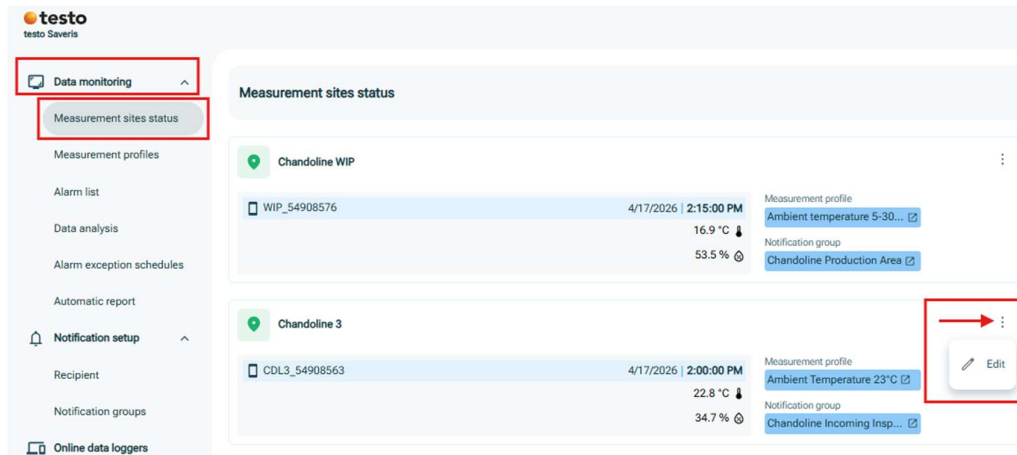 testo
testo Saveris
Data monitoring
Measurement sites status
Measurement profiles
Alarm list
Data analysis
Alarm exception schedules
Automatic report
Notification setup
Recipient
Notification groups
Online data loggers
Measurement sites status
Chandoline WIP
WIP_54908576
4/17/2026 | 2:15:00 PM
16.9 °C
53.5 %
Measurement profile
Ambient temperature 5-30...
Notification group
Chandoline Production Area
Chandoline 3
CDL3_54908563
4/17/2026 | 2:00:00 PM
22.8 °C
34.7 %
Measurement profile
Ambient Temperature 23°C
Notification group
Chandoline Incoming Insp...
Edit